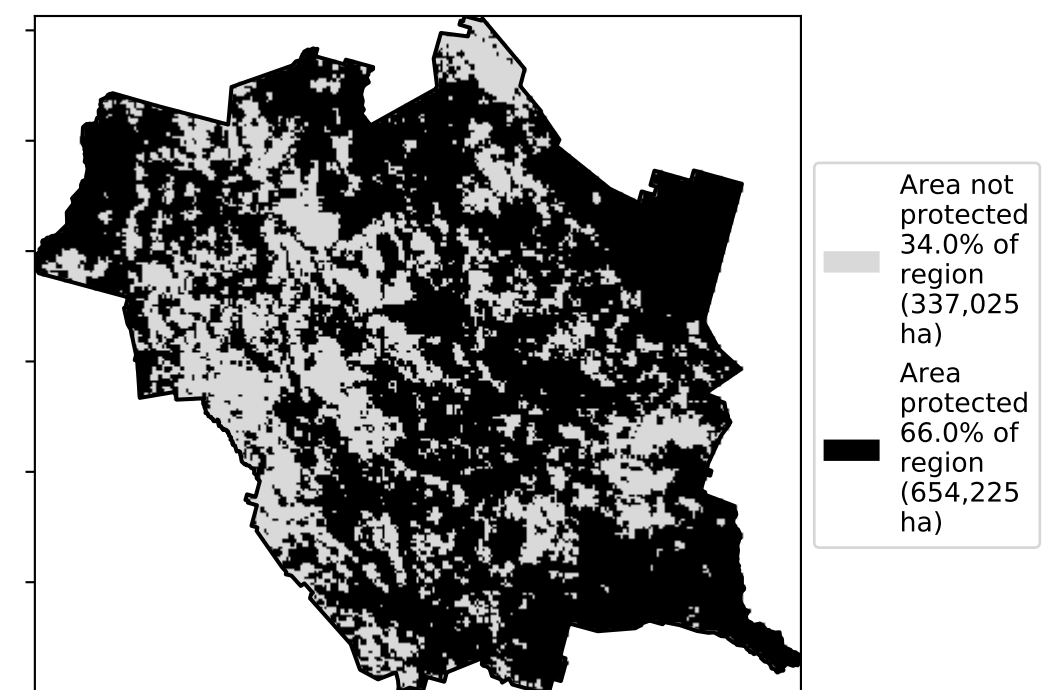 Area not
protected
34.0% of
region
(337,025
ha)
Area
protected
66.0% of
region
(654,225
ha)